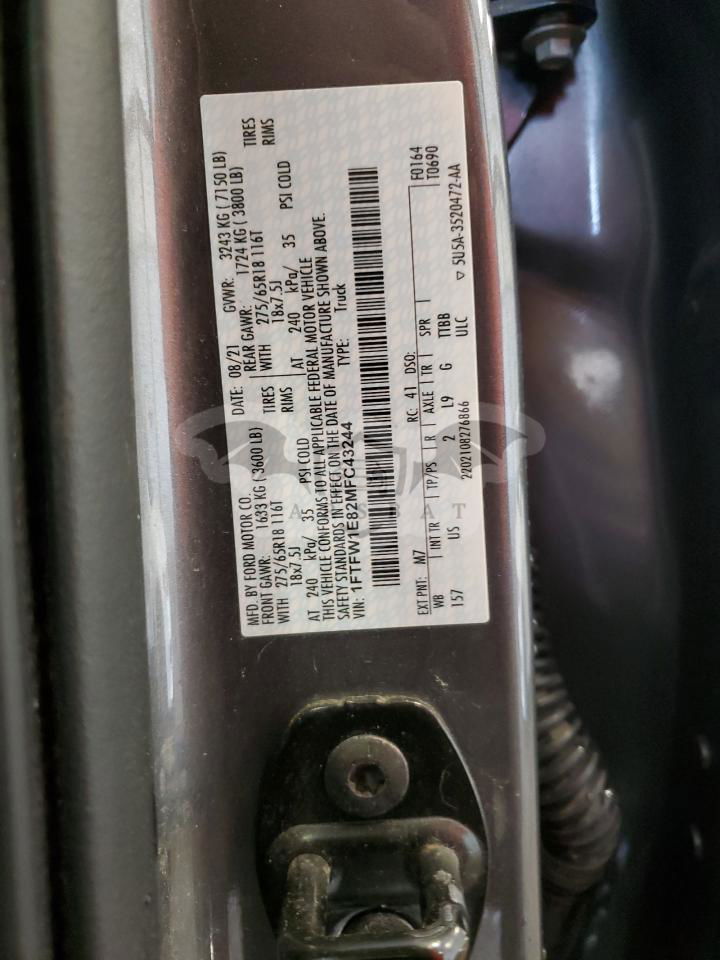 MFD. BY FORD MOTOR CO. DATE: 08/21 GVWR: 3243 KG ( 7150 LB)
FRONT GAWR: 1633 KG ( 3600 LB) REAR GAWR: 1724 KG ( 3800 LB)
WITH 275/65R18 116T TIRES WITH 275/65R18 116T TIRES
18x7.5J RIMS 18x7.5J RIMS
AT 240 kPa/ 35 PSI COLD AT 240 kPa/ 35 PSI COLD
THIS VEHICLE CONFORMS TO ALL APPLICABLE FEDERAL MOTOR VEHICLE
SAFETY STANDARDS IN EFFECT ON THE DATE OF MANUFACTURE SHOWN ABOVE.
VIN: 1FTFW1E82MFC43244 TYPE: Truck
F0164
EXT PNT: M7 RC: 41 DSO: T0690
WB INT TR TP/PS R AXLE TR SPR
157 US 2 L9 G TTBB
2202108276866 ULC ▽ 5U5A-3520472-AA